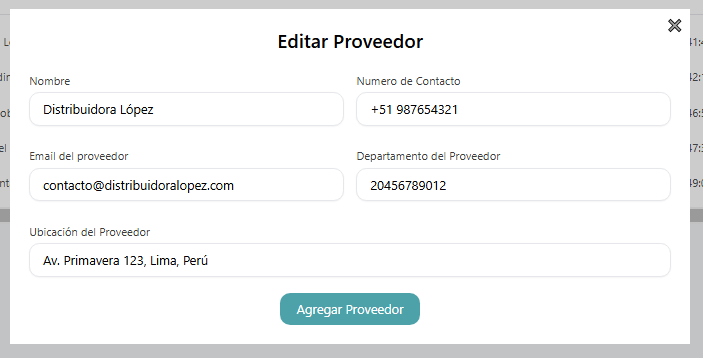 Editar Proveedor
Nombre
Numero de Contacto
Distribuidora López
+51 987654321
Email del proveedor
Departamento del Proveedor
contacto@distribuidoralopez.com
20456789012
Ubicación del Proveedor
Av. Primavera 123, Lima, Perú
Agregar Proveedor